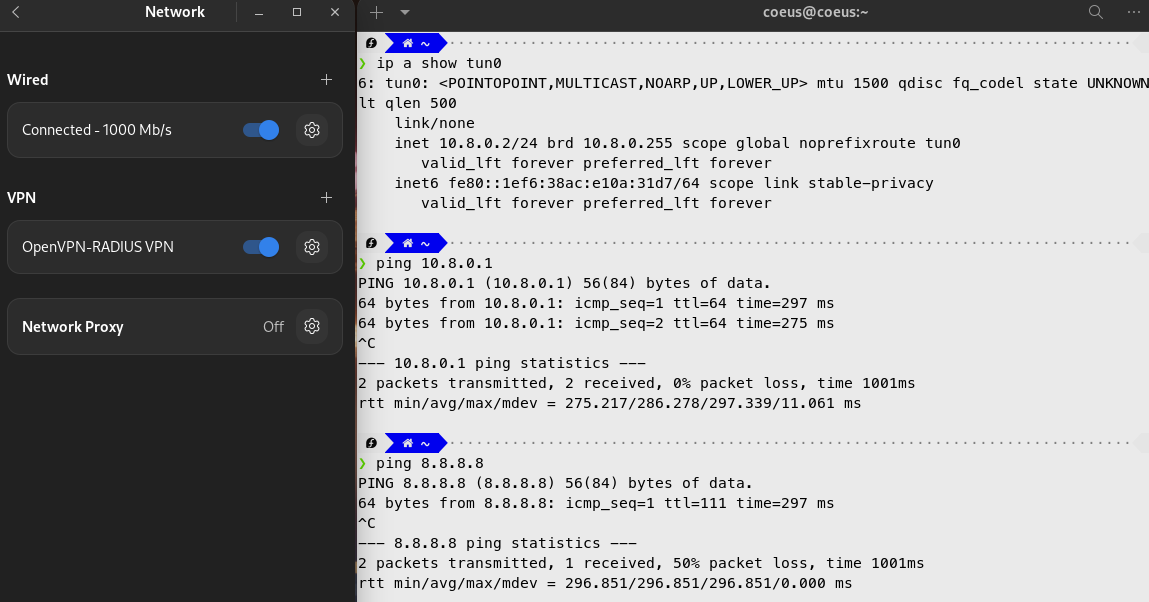 Network
Wired
Connected - 1000 Mb/s
VPN
OpenVPN-RADIUS VPN
Network Proxy Off
coeus@coeus:~
~
❯ ip a show tun0
6: tun0: <POINTOPOINT,MULTICAST,NOARP,UP,LOWER_UP> mtu 1500 qdisc fq_codel state UNKNOWN
lt qlen 500
link/none
inet 10.8.0.2/24 brd 10.8.0.255 scope global noprefixroute tun0
valid_lft forever preferred_lft forever
inet6 fe80::1ef6:38ac:e10a:31d7/64 scope link stable-privacy
valid_lft forever preferred_lft forever
~
❯ ping 10.8.0.1
PING 10.8.0.1 (10.8.0.1) 56(84) bytes of data.
64 bytes from 10.8.0.1: icmp_seq=1 ttl=64 time=297 ms
64 bytes from 10.8.0.1: icmp_seq=2 ttl=64 time=275 ms
^C
--- 10.8.0.1 ping statistics ---
2 packets transmitted, 2 received, 0% packet loss, time 1001ms
rtt min/avg/max/mdev = 275.217/286.278/297.339/11.061 ms
~
❯ ping 8.8.8.8
PING 8.8.8.8 (8.8.8.8) 56(84) bytes of data.
64 bytes from 8.8.8.8: icmp_seq=1 ttl=111 time=297 ms
^C
--- 8.8.8.8 ping statistics ---
2 packets transmitted, 1 received, 50% packet loss, time 1001ms
rtt min/avg/max/mdev = 296.851/296.851/296.851/0.000 ms